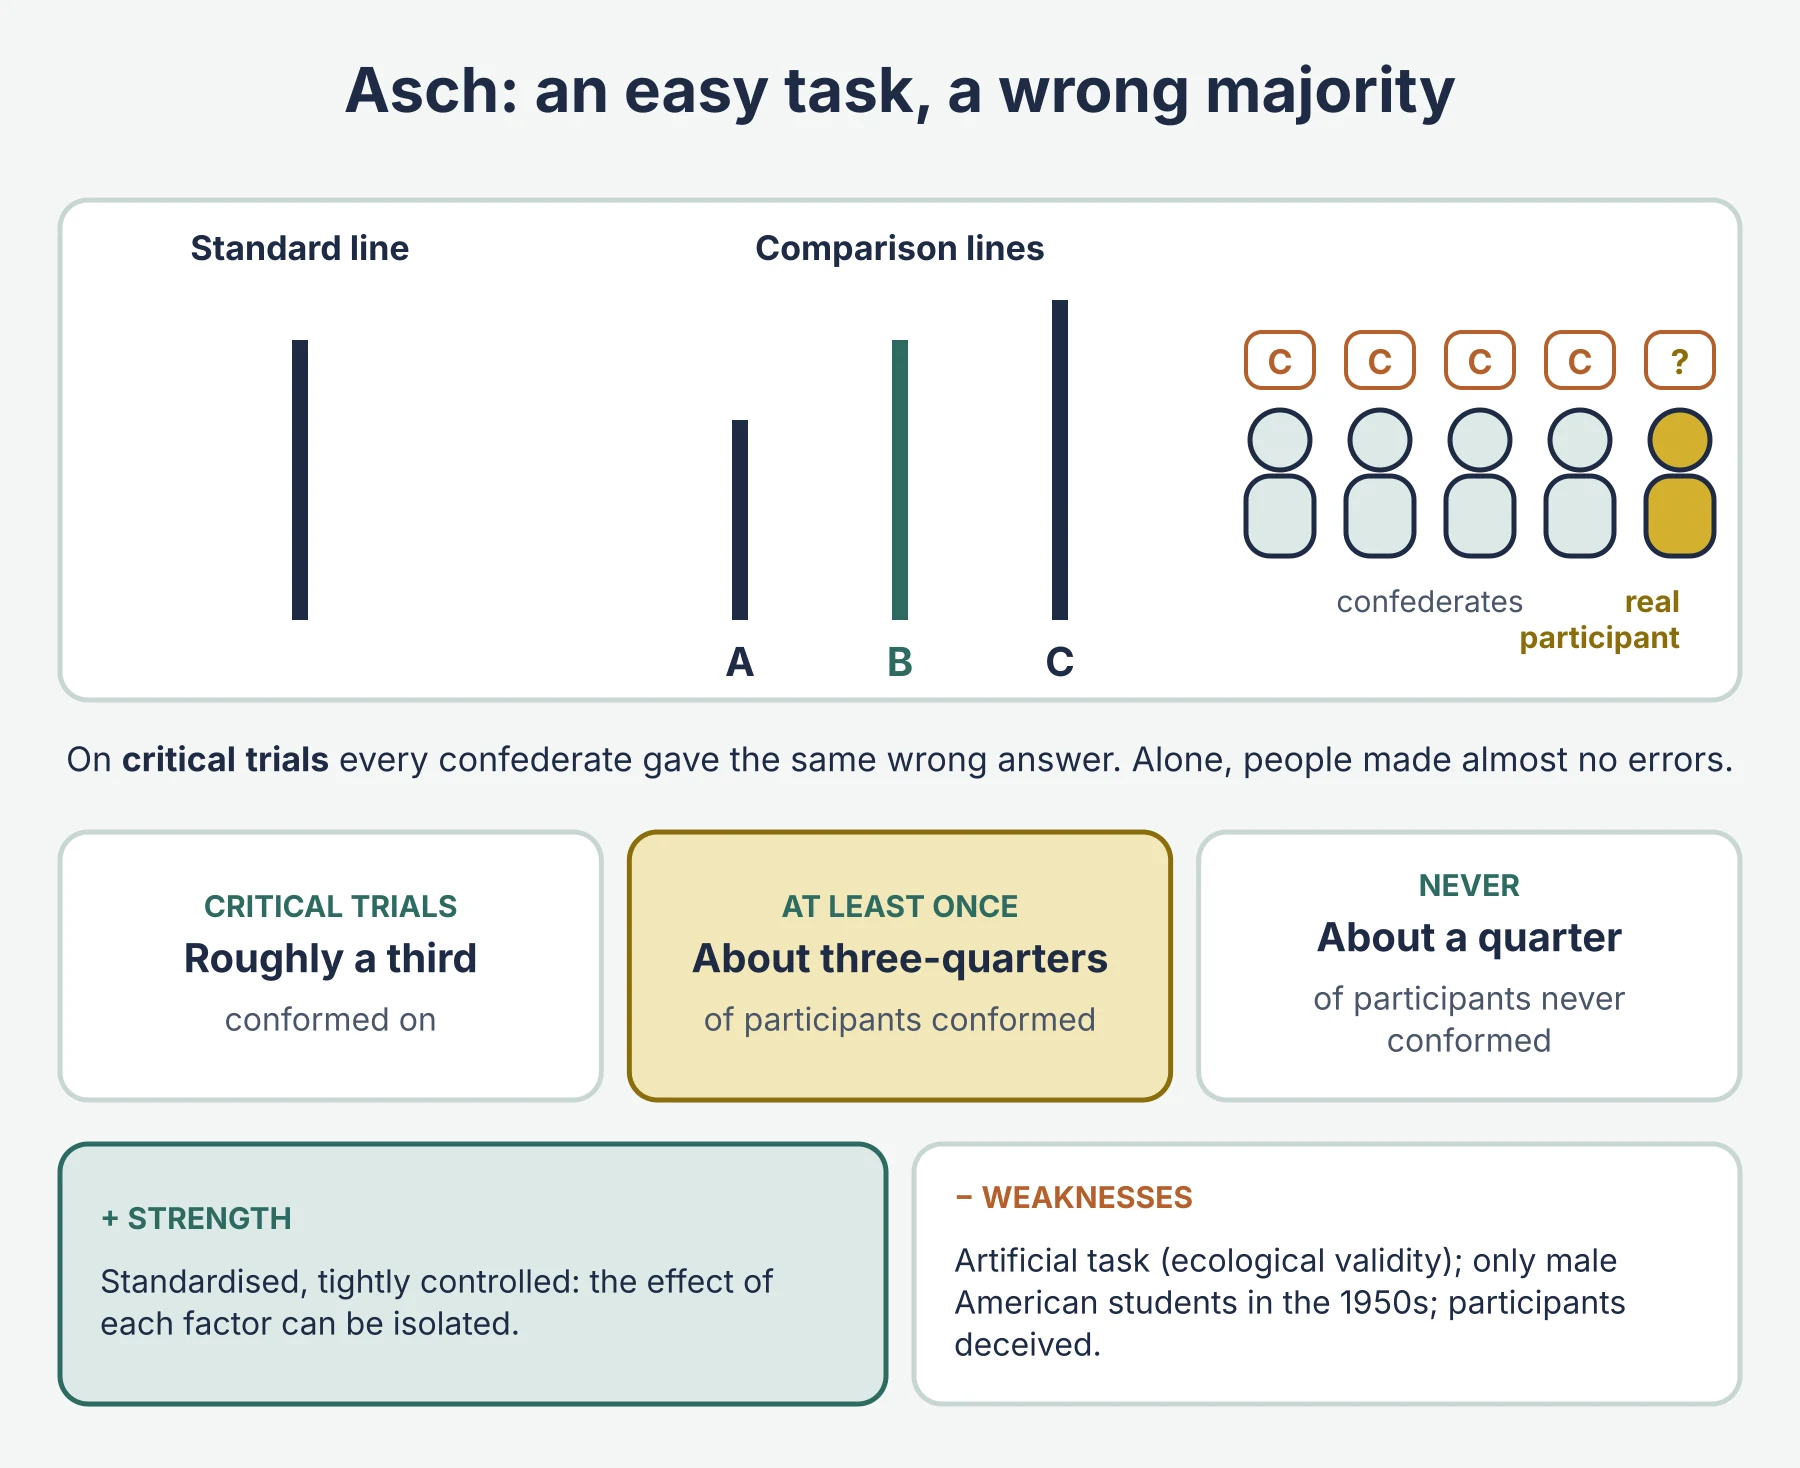 Asch: an easy task, a wrong majority
Standard line
Comparison lines
C C C C ?
A B C
confederates
real
participant
On critical trials every confederate gave the same wrong answer. Alone, people made almost no errors.
CRITICAL TRIALS
Roughly a third
conformed on
AT LEAST ONCE
About three-quarters
of participants conformed
NEVER
About a quarter
of participants never
conformed
+ STRENGTH
Standardised, tightly controlled: the effect of
each factor can be isolated.
− WEAKNESSES
Artificial task (ecological validity); only male
American students in the 1950s; participants
deceived.